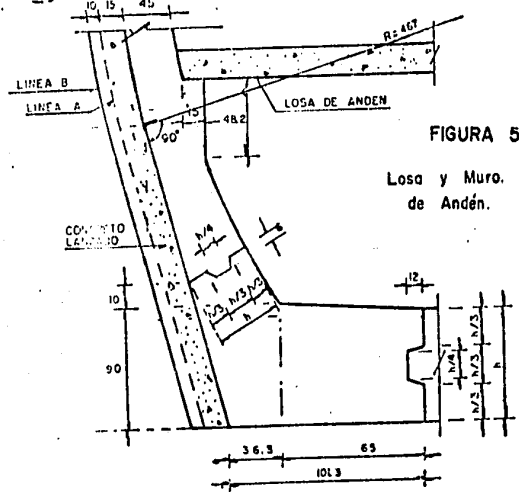 10 15 45
R=467
LINEA B
LINEA A
LOSA DE ANDEN
15
48.2
90°
FIGURA 5
Losa y Muro.
de Andén.
CONCRETO
LANZADO
h/4
h/3 h/3 h/3
h
10
90
12
h/3
h/4 h/3 h
h/3
36.3 65
101.3